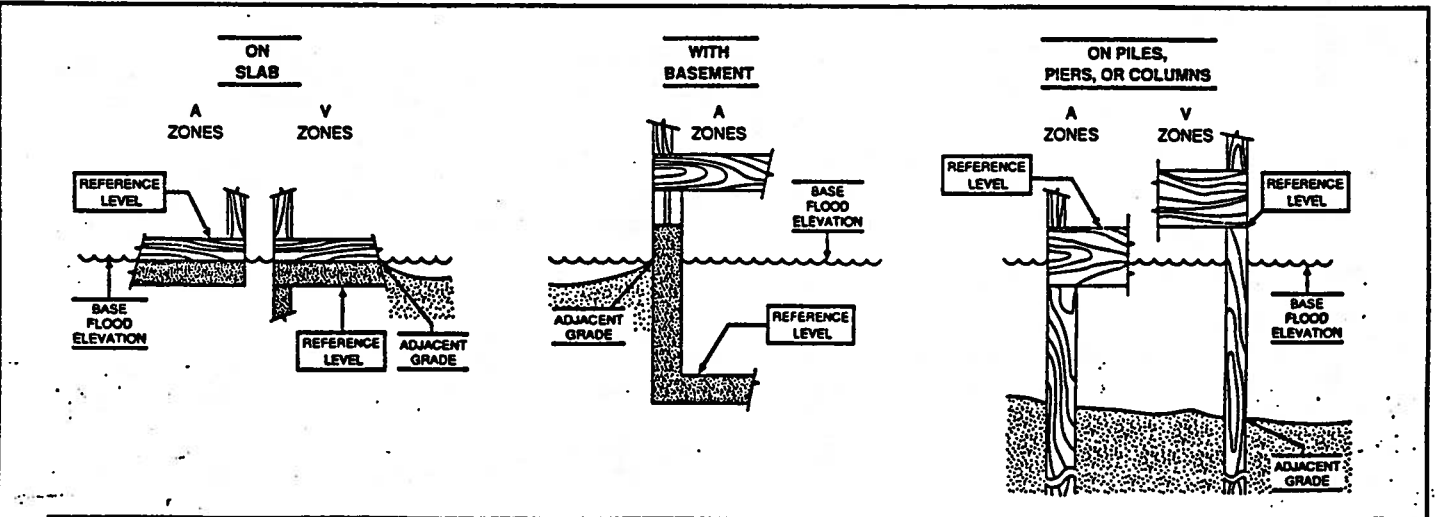 ON
SLAB
A
ZONES
V
ZONES
REFERENCE
LEVEL
BASE
FLOOD
ELEVATION
REFERENCE
LEVEL
ADJACENT
GRADE
WITH
BASEMENT
A
ZONES
BASE
FLOOD
ELEVATION
ADJACENT
GRADE
REFERENCE
LEVEL
ON PILES,
PIERS, OR COLUMNS
A
ZONES
V
ZONES
REFERENCE
LEVEL
REFERENCE
LEVEL
BASE
FLOOD
ELEVATION
ADJACENT
GRADE